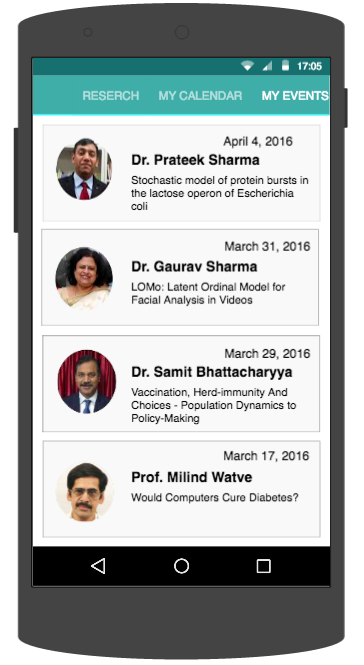 17:05
RESERCH MY CALENDAR MY EVENTS
April 4, 2016
Dr. Prateek Sharma
Stochastic model of protein bursts in
the lactose operon of Escherichia
coli
March 31, 2016
Dr. Gaurav Sharma
LOMo: Latent Ordinal Model for
Facial Analysis in Videos
March 29, 2016
Dr. Samit Bhattacharyya
Vaccination, Herd-immunity And
Choices - Population Dynamics to
Policy-Making
March 17, 2016
Prof. Milind Watve
Would Computers Cure Diabetes?